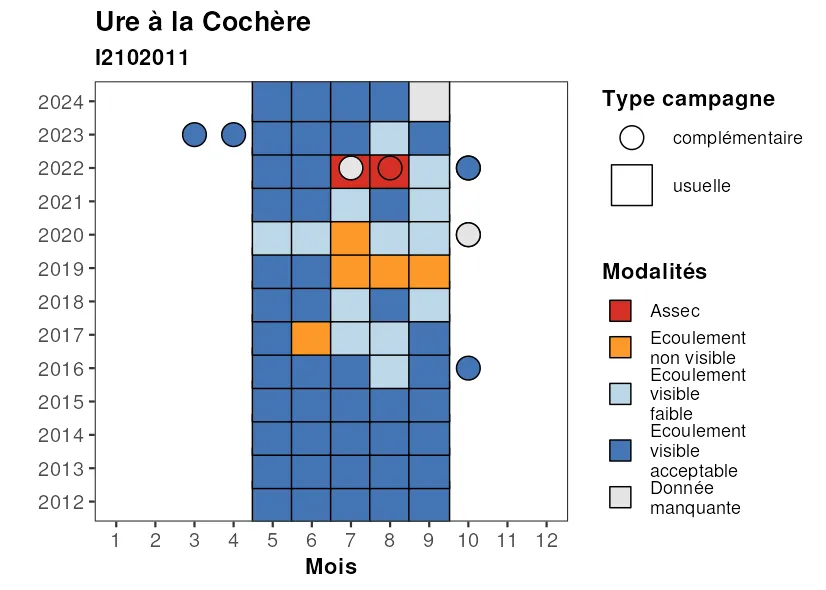 Ure à la Cochère
I2102011
2024
2023
2022
2021
2020
2019
2018
2017
2016
2015
2014
2013
2012
1 2 3 4 5 6 7 8 9 10 11 12
Mois
Type campagne
complémentaire
usuelle
Modalités
Assec
Ecoulement
non visible
Ecoulement
visible
faible
Ecoulement
visible
acceptable
Donnée
manquante